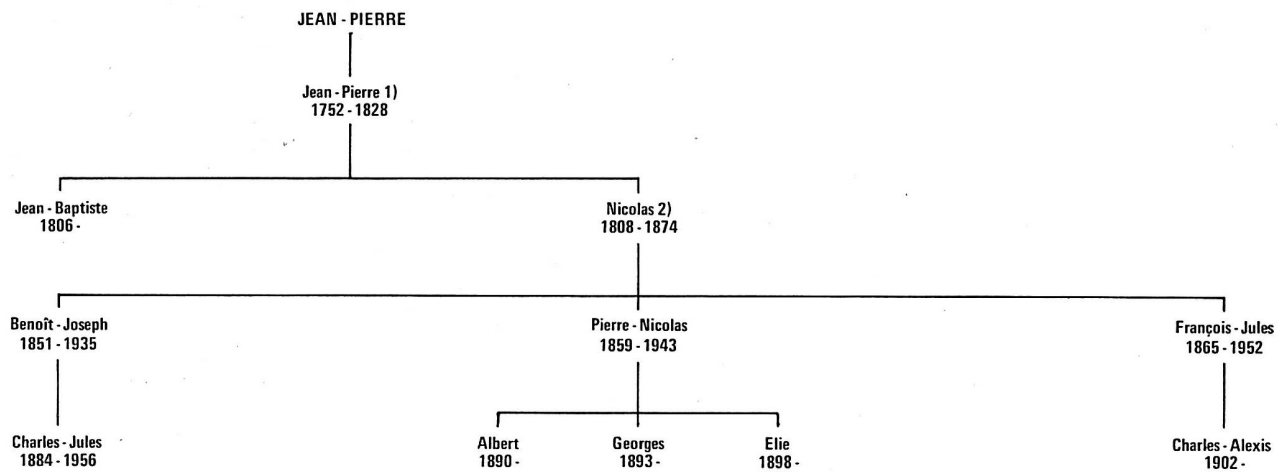 JEAN - PIERRE
Jean - Pierre 1)
1752 - 1828
Jean - Baptiste
1806 -
Nicolas 2)
1808 - 1874
Benoît - Joseph
1851 - 1935
Pierre - Nicolas
1859 - 1943
François - Jules
1865 - 1952
Charles - Jules
1884 - 1956
Albert
1890 -
Georges
1893 -
Elie
1898 -
Charles - Alexis
1902 -